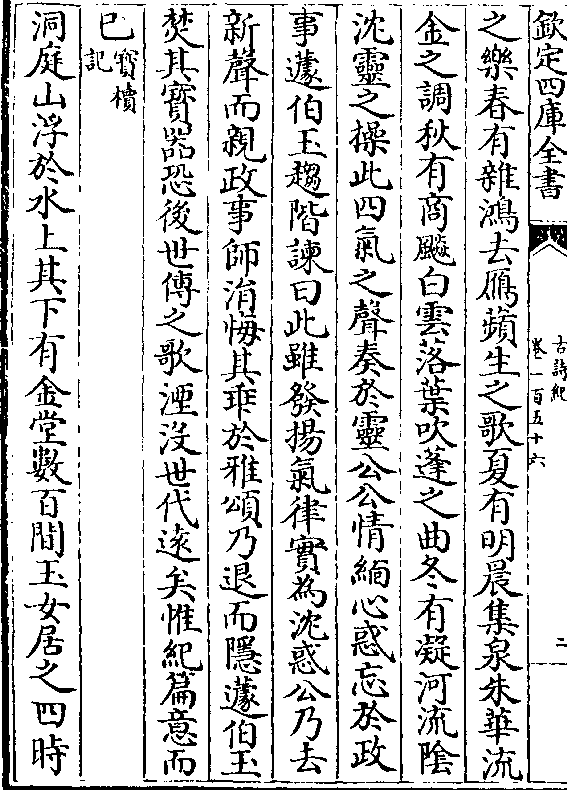 欽定四庫全書
古詩紀
卷一百五十六
二
之樂春有雜鴻去鴈蘋生之歌夏有明晨集泉朱華流
金之調秋有商飈白雲落葉吹蓬之曲冬有凝河流陰
沈靈之操此四氣之聲奏於靈公公情緬心惑忘於政
事蘧伯玉趨階諫曰此雖發揚氣律實為沈惑公乃去
新聲而親政事師涓悔其乖於雅頌乃退而隱蘧伯玉
焚其寳器恐後世傳之歌湮沒世代逺矣惟紀篇意而
已寳櫝
記
洞庭山浮於水上其下有金堂數百間玉女居之四時